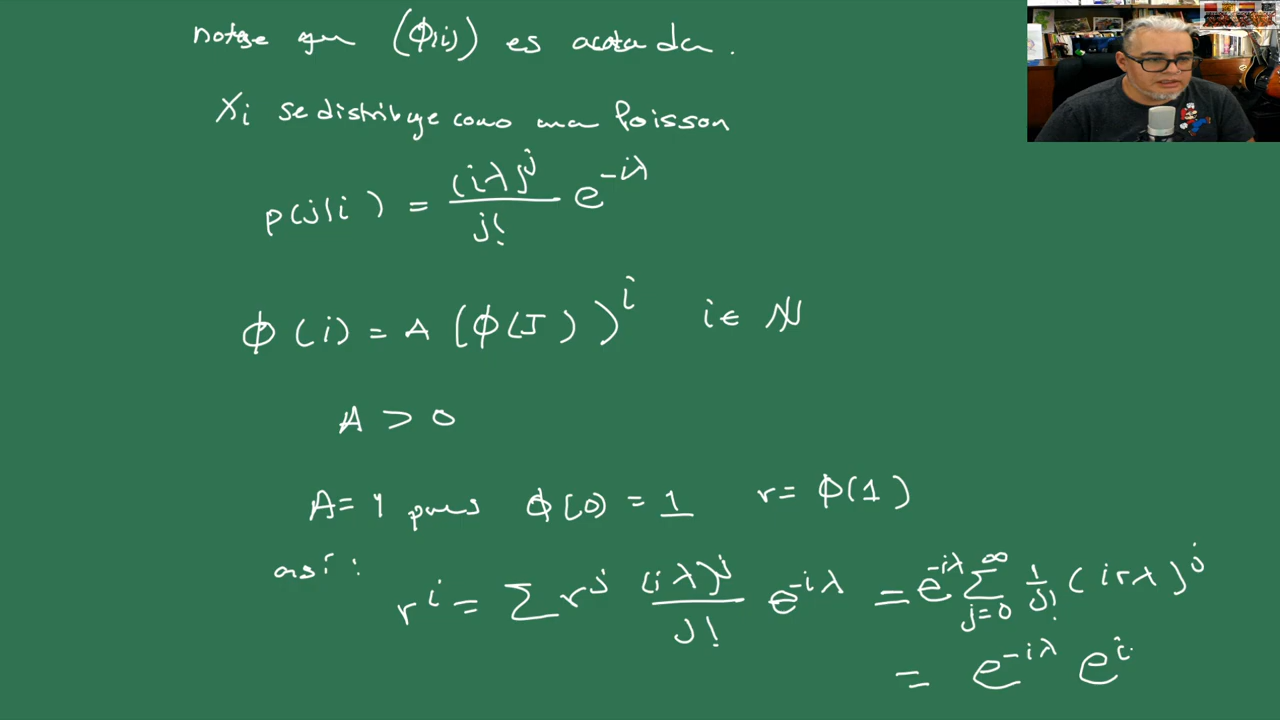 notese que (ϕ(i)) es acotada.
Xi se distribuye como una Poisson
p(j|i) = (iλ)^j / j! e^{-iλ}
ϕ(i) = A (ϕ(J))^i i ∈ N
A > 0
A = 1 pues ϕ(0) = 1 r = ϕ(1)
así:
r^i = Σ r^j (iλ)^j / j! e^{-iλ} = e^{-iλ} Σ_{j=0}^{∞} 1/j! (irλ)^j
= e^{-iλ} e^{i